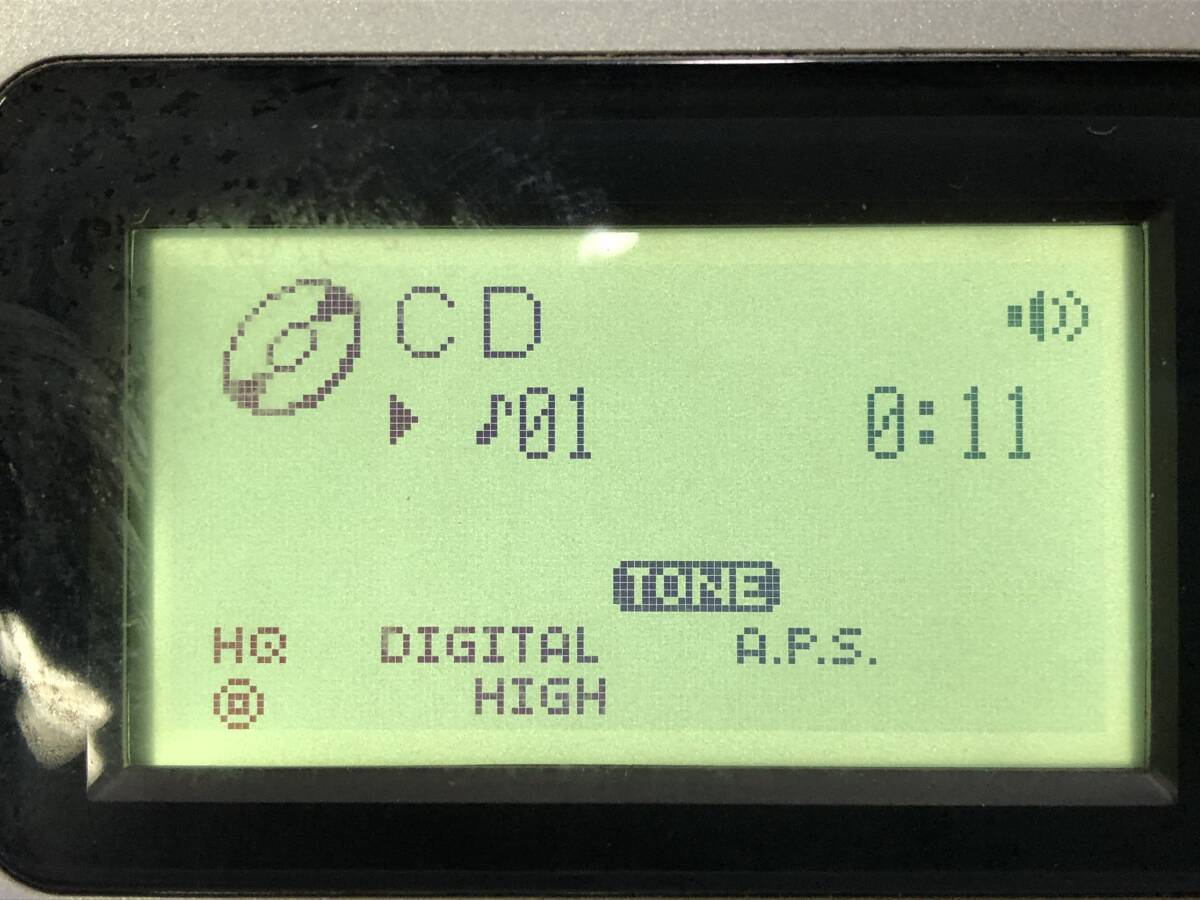 CD
▶ ♪01 0:11
TONE
HQ DIGITAL A.P.S.
HIGH